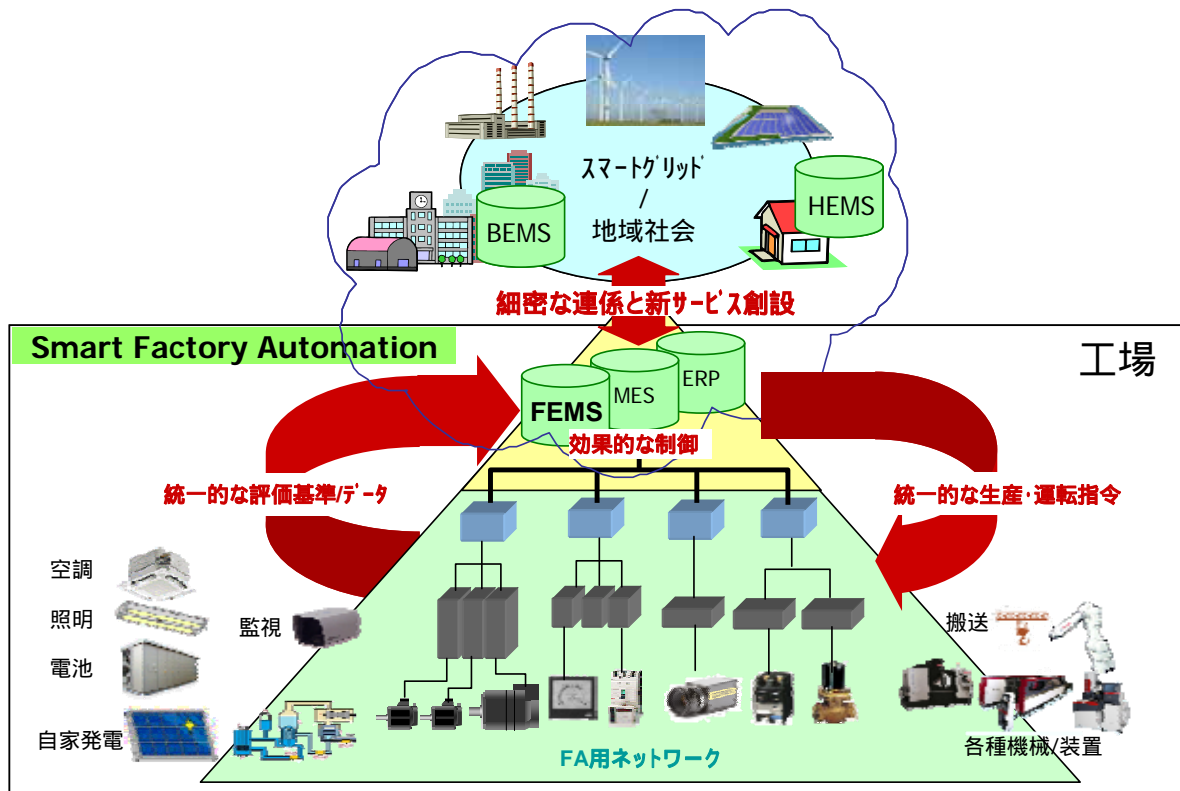 スマートグリッド
/
地域社会
BEMS
HEMS
細密な連係と新サービス創設
Smart Factory Automation
工場
ERP
MES
FEMS
効果的な制御
統一的な評価基準/データ
統一的な生産・運転指令
空調
照明
監視
電池
自家発電
搬送
各種機械/装置
FA用ネットワーク